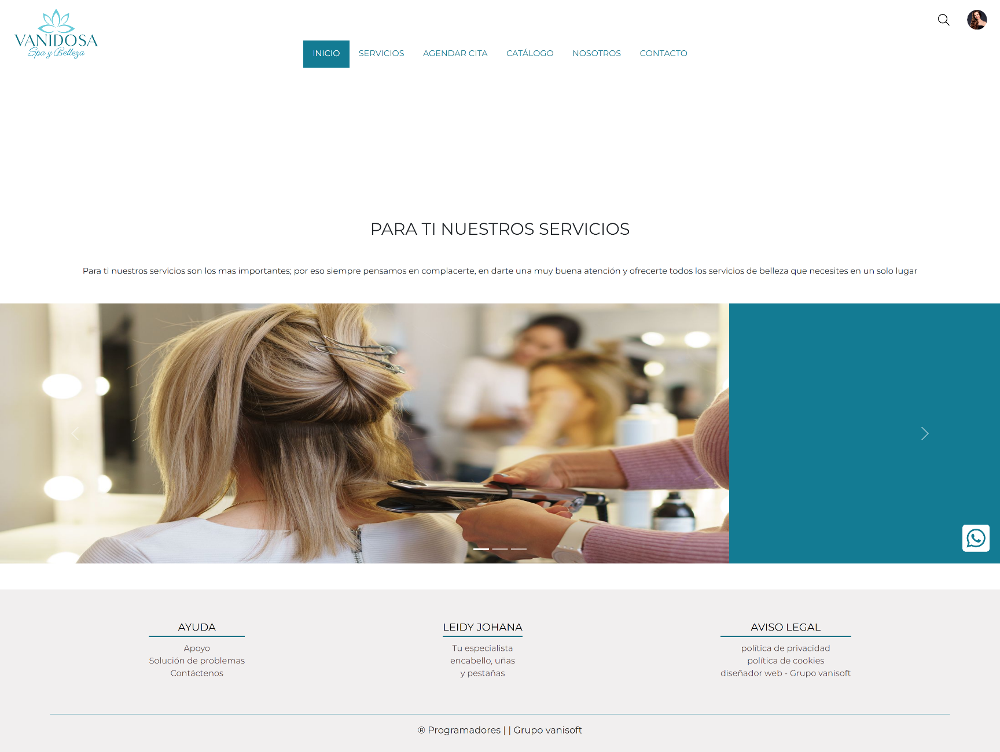 VANIDOSA
Spa y Belleza
INICIO SERVICIOS AGENDAR CITA CATÁLOGO NOSOTROS CONTACTO
PARA TI NUESTROS SERVICIOS
Para ti nuestros servicios son los mas importantes; por eso siempre pensamos en complacerte, en darte una muy buena atención y ofrecerte todos los servicios de belleza que necesites en un solo lugar
AYUDA
Apoyo
Solución de problemas
Contáctenos
LEIDY JOHANA
Tu especialista
encabello, uñas
y pestañas
AVISO LEGAL
política de privacidad
política de cookies
diseñador web - Grupo vanisoft
® Programadores | | Grupo vanisoft